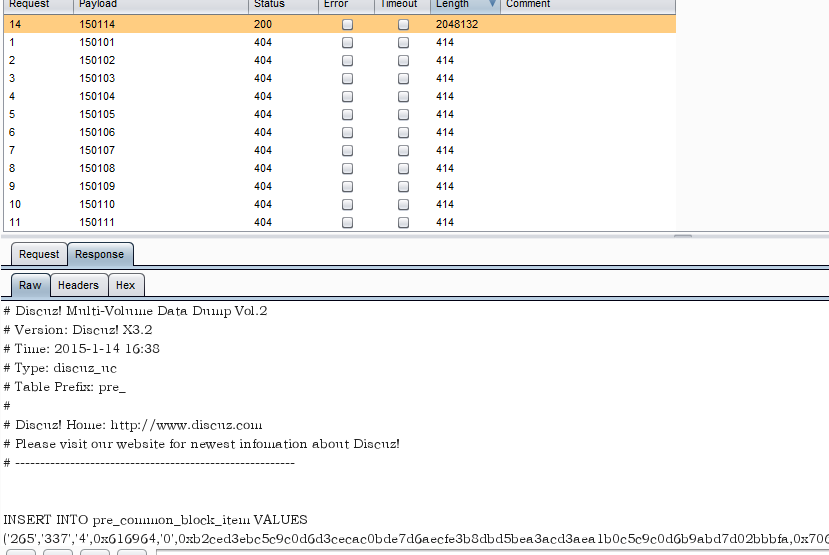 Request Payload Status Error Timeout Length Comment
14 150114 200 2048132
1 150101 404 414
2 150102 404 414
3 150103 404 414
4 150104 404 414
5 150105 404 414
6 150106 404 414
7 150107 404 414
8 150108 404 414
9 150109 404 414
10 150110 404 414
11 150111 404 414
Request Response
Raw Headers Hex
# Discuz! Multi-Volume Data Dump Vol.2
# Version: Discuz! X3.2
# Time: 2015-1-14 16:38
# Type: discuz_uc
# Table Prefix: pre_
#
# Discuz! Home: http://www.discuz.com
# Please visit our website for newest infomation about Discuz!
# --------------------------------------------------------
INSERT INTO pre_common_block_item VALUES
('265','337','4',0x616964,'0',0xb2ced3ebc5c9c0d6d3cecac0bde7d6aecfe3b8dbd5bea3acd3aea1b0c5c9c0d6b9abd7d02bbbfa,0x706